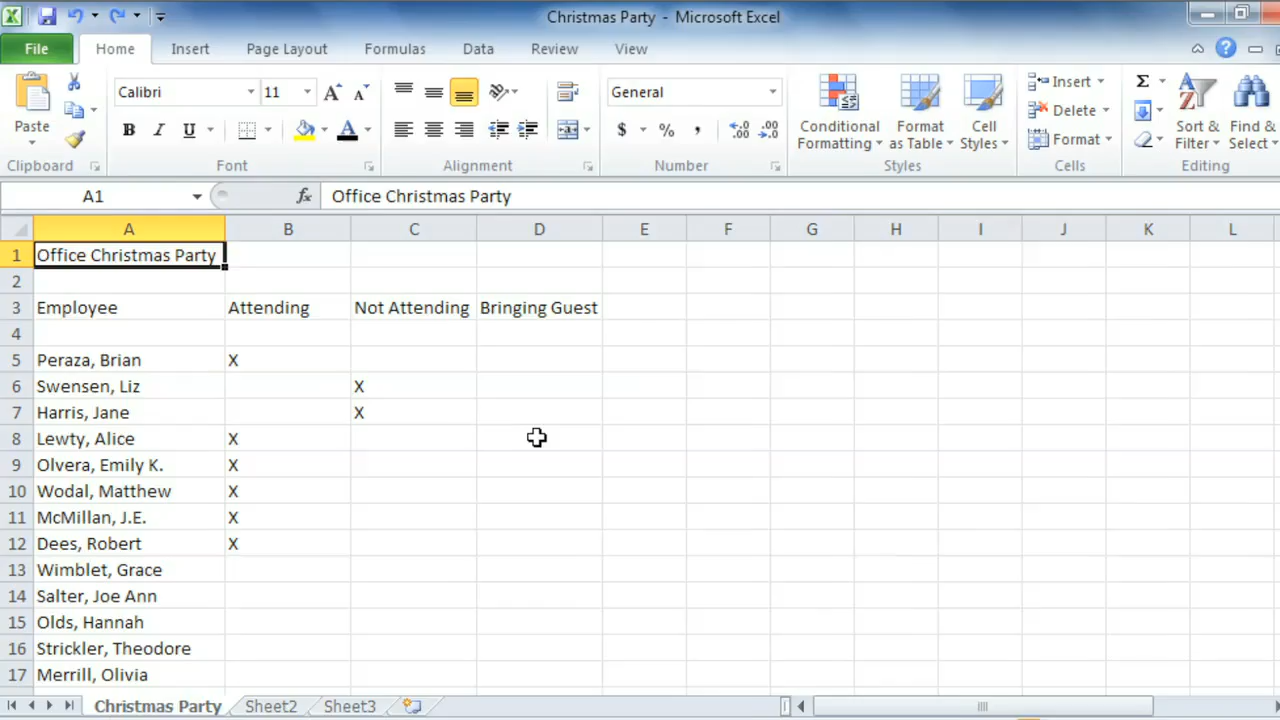 Christmas Party - Microsoft Excel
File Home Insert Page Layout Formulas Data Review View
Paste
Clipboard
Calibri 11
B I U A
Font
Alignment
General
$ % ,
Number
Conditional Formatting
Format as Table
Cell Styles
Styles
Insert
Delete
Format
Cells
Σ
Sort & Filter
Find & Select
Editing
A1 fx Office Christmas Party
A B C D E F G H I J K L
1 Office Christmas Party
2
3 Employee Attending Not Attending Bringing Guest
4
5 Peraza, Brian X
6 Swensen, Liz X
7 Harris, Jane X
8 Lewty, Alice X
9 Olvera, Emily K. X
10 Wodal, Matthew X
11 McMillan, J.E. X
12 Dees, Robert X
13 Wimblet, Grace
14 Salter, Joe Ann
15 Olds, Hannah
16 Strickler, Theodore
17 Merrill, Olivia
Christmas Party Sheet2 Sheet3